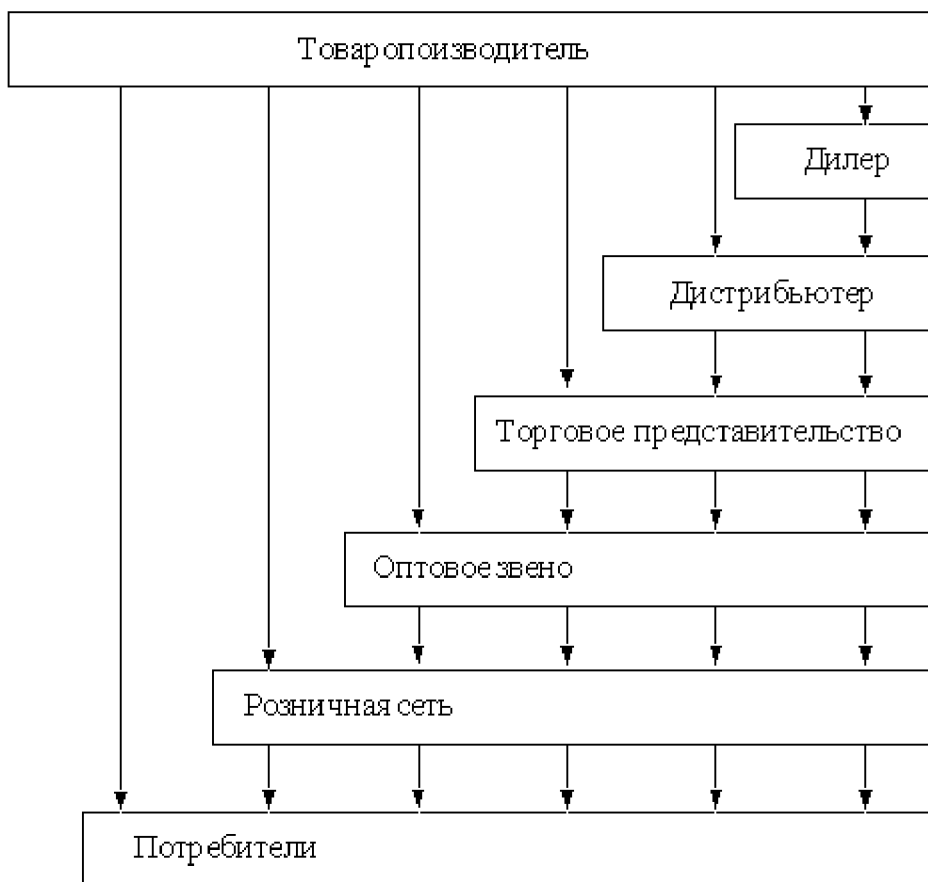 Товаропоизводитель
Дилер
Дистрибьютер
Торговое представительство
Оптовое звено
Розничная сеть
Потребители